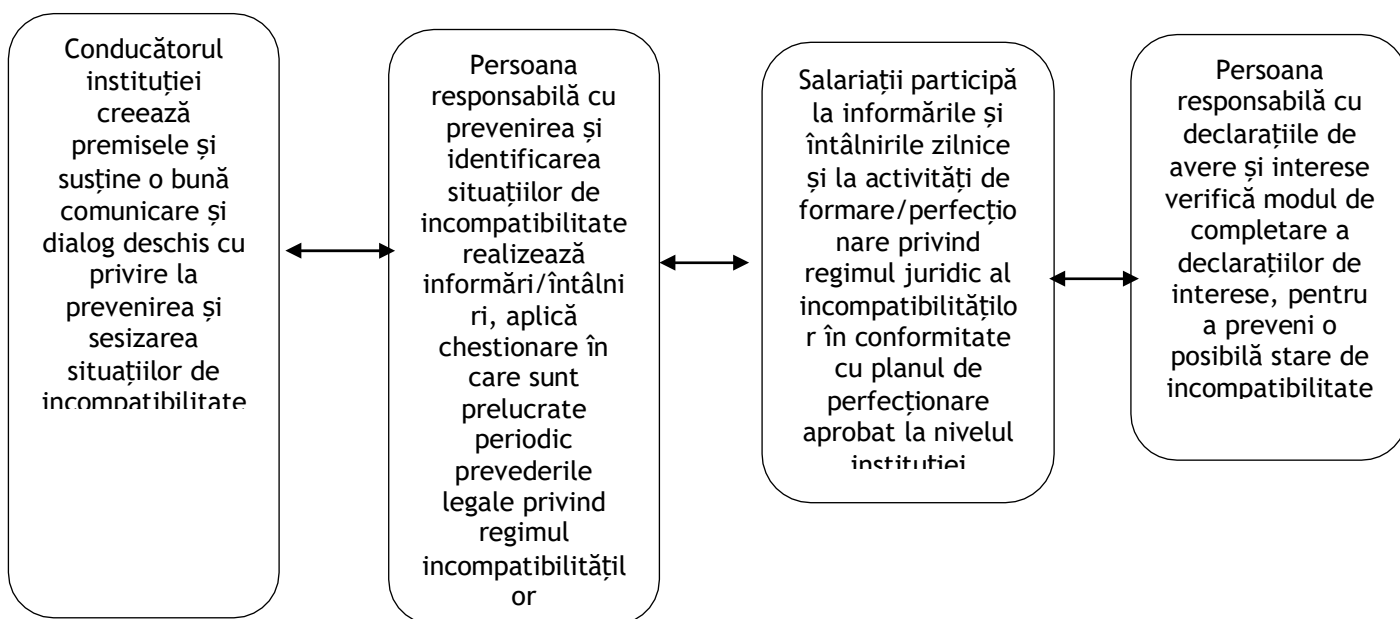 Conducătorul
instituției
creează
premisele și
susține o bună
comunicare și
dialog deschis cu
privire la
prevenirea și
sesizarea
situațiilor de
incompatibilitate
Persoana
responsabilă cu
prevenirea și
identificarea
situațiilor de
incompatibilitate
realizează
informări/întâlni
ri, aplică
chestionare în
care sunt
prelucrate
periodic
prevederile
legale privind
regimul
incompatibilităţil
or
Salariații participă
la informările și
întâlnirile zilnice
și la activități de
formare/perfecțio
nare privind
regimul juridic al
incompatibilităţilo
r în conformitate
cu planul de
perfecționare
aprobat la nivelul
instituției
Persoana
responsabilă cu
declarațiile de
avere și interese
verifică modul de
completare a
declarațiilor de
interese, pentru
a preveni o
posibilă stare de
incompatibilitate